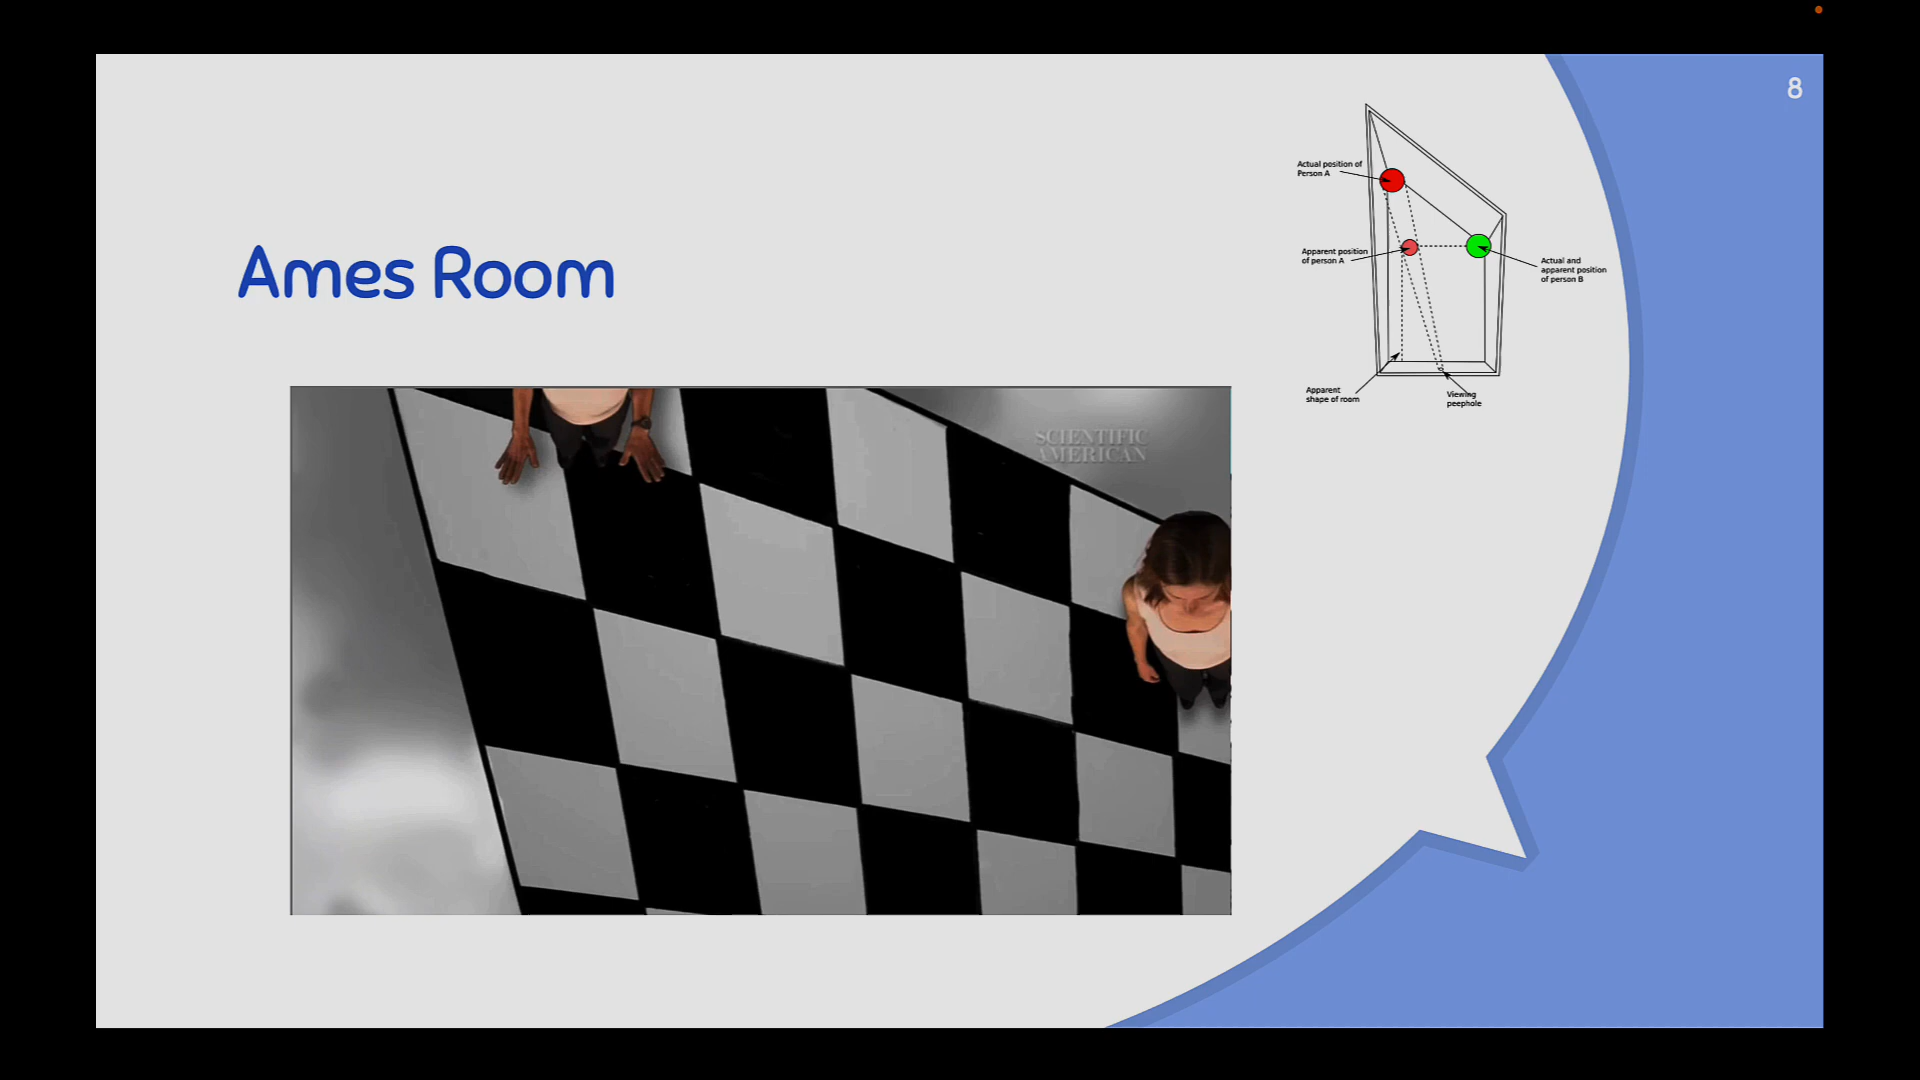 8
Ames Room
Actual position of
Person A
Apparent position
of person A
Actual and
apparent position
of person B
Apparent
shape of room
Viewing
peephole
SCIENTIFIC
AMERICAN